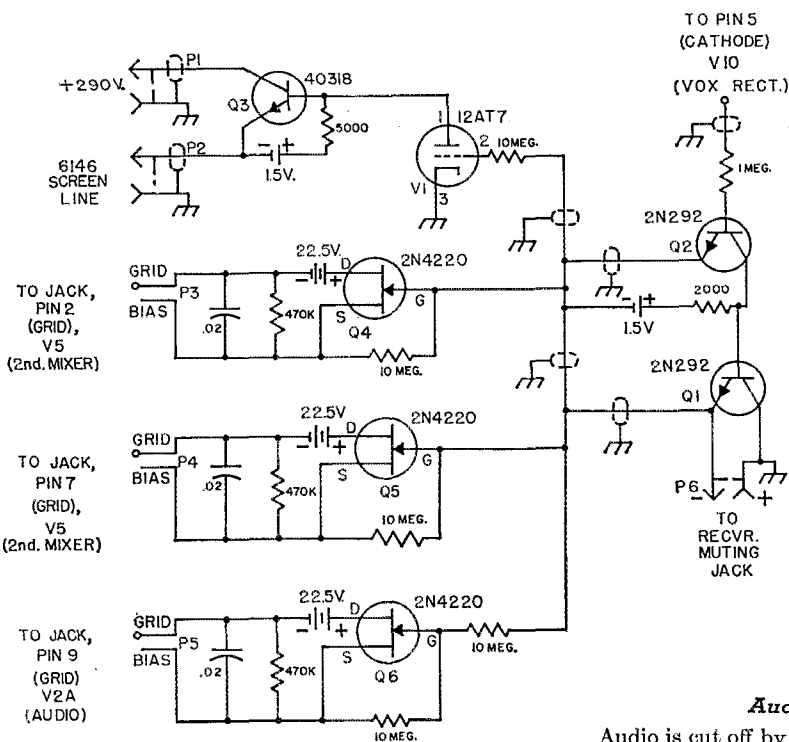 TO PIN 5
(CATHODE)
V10
(VOX RECT.)
P1
+290V.
40318
Q3
5000
P2
6146
SCREEN
LINE
- +
1.5V.
12AT7
1
2
10MEG.
V1
3
1 MEG.
2N292
Q2
- +
1.5V
2000
2N292
Q1
P6
- +
TO
RECVR.
MUTING
JACK
TO JACK,
PIN 2
(GRID),
V5
(2nd. MIXER)
GRID
P3
BIAS
.02
470K
22.5V.
- +
D
2N4220
G
S
Q4
10 MEG.
TO JACK,
PIN 7
(GRID),
V5
(2nd. MIXER)
GRID
P4
BIAS
.02
470K
22.5V
- +
D
2N4220
G
S
Q5
10 MEG.
TO JACK,
PIN 9
(GRID)
V2A
(AUDIO)
GRID
P5
BIAS
.02
470K
22.5V.
- +
D
2N4220
G
S
Q6
10 MEG.
10 MEG.
Aud
Audio is cut off by